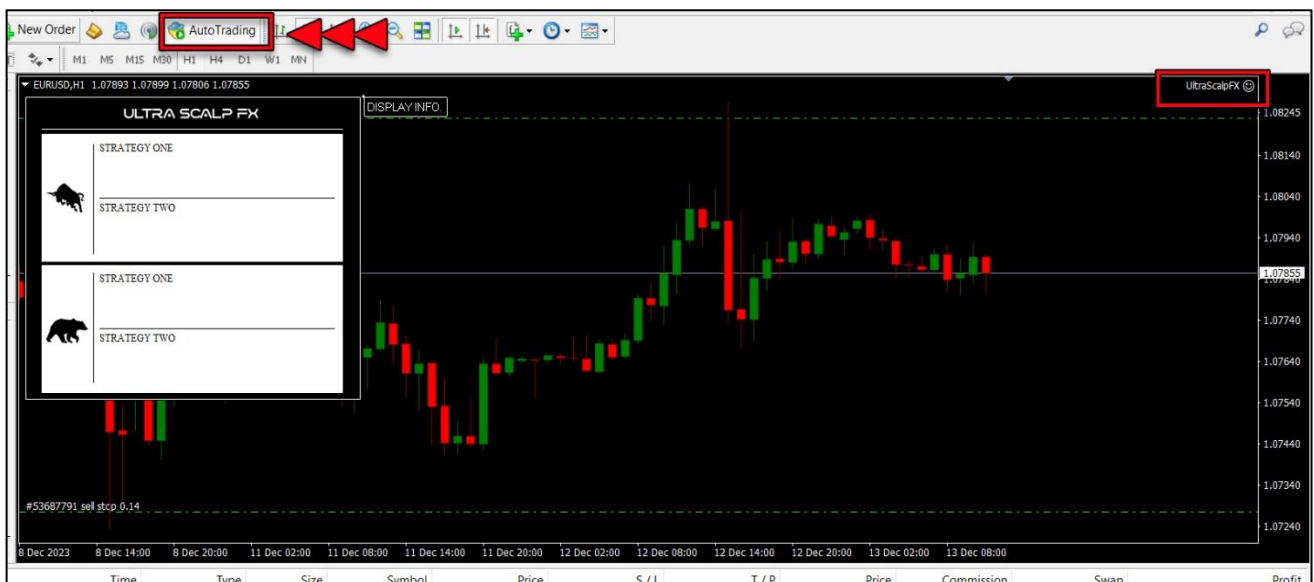 New Order AutoTrading
M1 M5 M15 M30 H1 H4 D1 W1 MN
EURUSD,H1 1.07893 1.07899 1.07806 1.07855
UltraScalpFX
ULTRA SCALP FX
DISPLAY INFO.
STRATEGY ONE
STRATEGY TWO
STRATEGY ONE
STRATEGY TWO
1.08245
1.08140
1.08040
1.07940
1.07855
1.07740
1.07640
1.07540
1.07440
1.07340
1.07240
#53687791 sell stop 0.14
8 Dec 2023 8 Dec 14:00 8 Dec 20:00 11 Dec 02:00 11 Dec 08:00 11 Dec 14:00 11 Dec 20:00 12 Dec 02:00 12 Dec 08:00 12 Dec 14:00 12 Dec 20:00 13 Dec 02:00 13 Dec 08:00
Time Type Size Symbol Price S / L T / P Price Commission Swap Profit